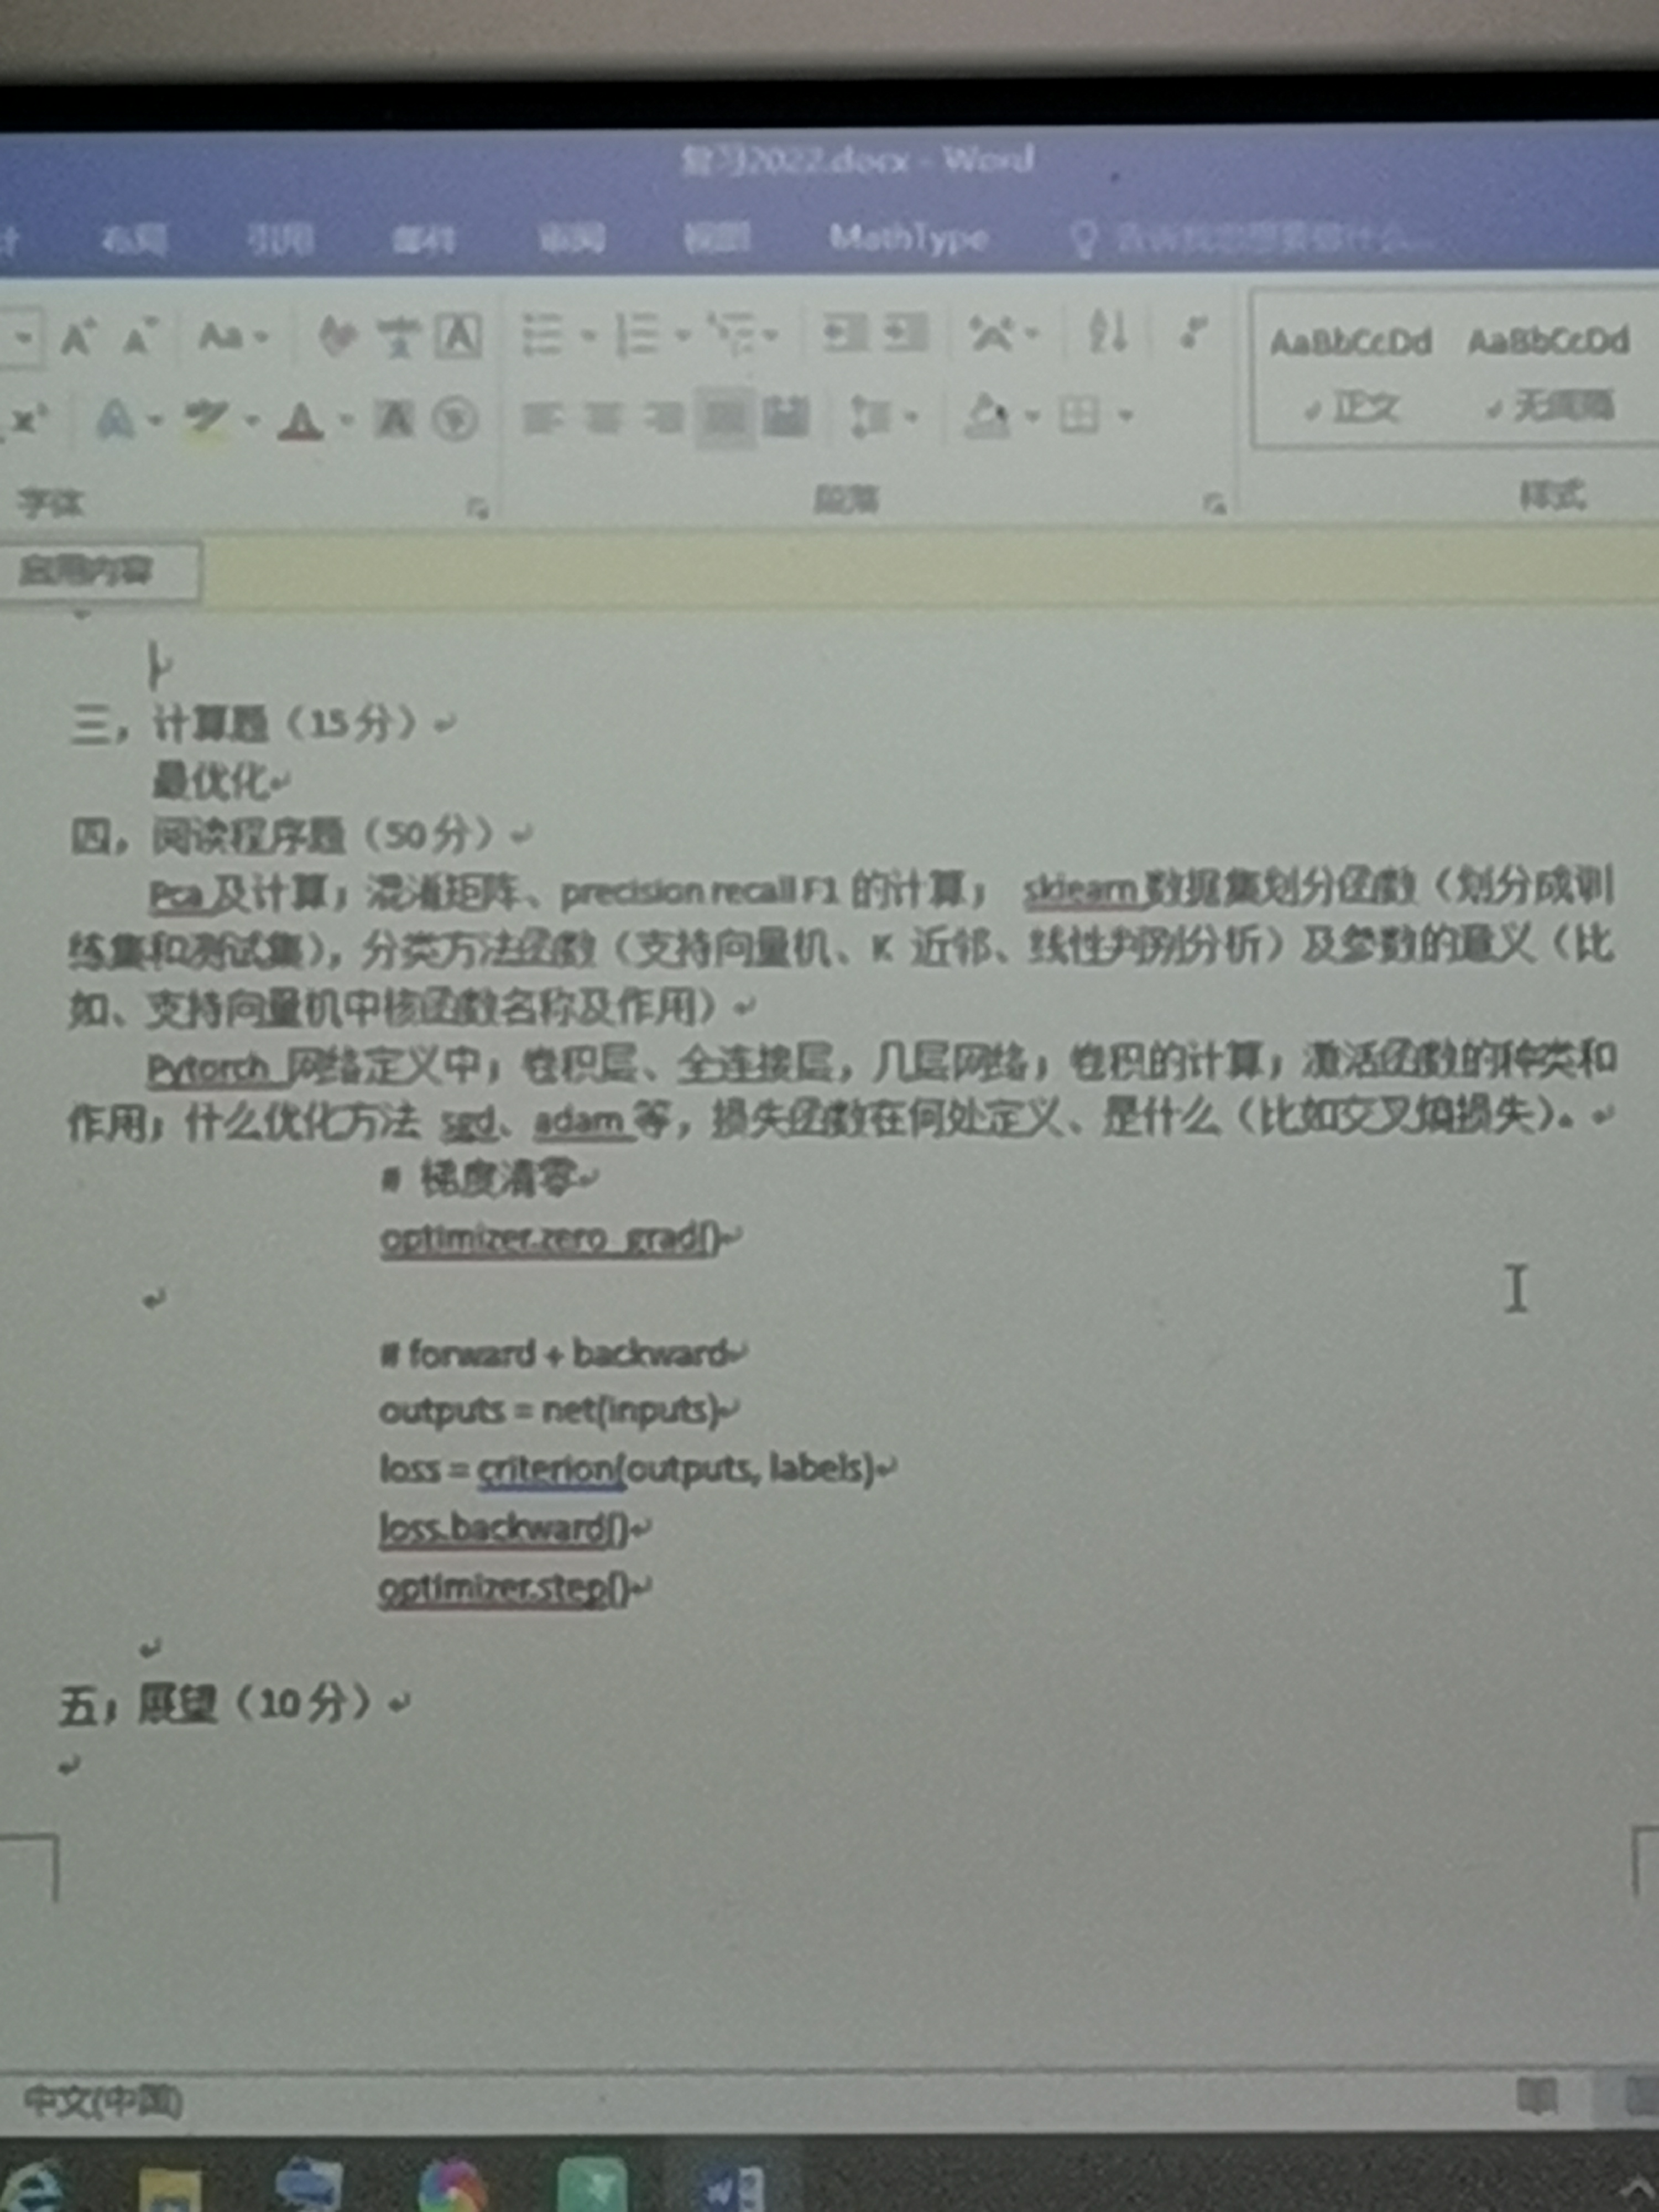 复习2022.docx - Word
布局 引用 邮件 审阅 视图 MathType 告诉我您想要做什么...
Aa AaBbCcDd AaBbCcDd
正文 无间隔
字体 段落 样式
启用内容
三，计算题（15分）
最优化
四，阅读程序题（50分）
Pca 及计算；混淆矩阵、precision recall F1 的计算； sklearn 数据集划分函数（划分成训
练集和测试集），分类方法函数（支持向量机、K 近邻、线性判别分析）及参数的意义（比
如、支持向量机中核函数名称及作用）
Pytorch 网络定义中；卷积层、全连接层，几层网络；卷积的计算；激活函数的种类和
作用；什么优化方法 sgd、adam 等，损失函数在何处定义、是什么（比如交叉熵损失）。
# 梯度清零
optimizer.zero_grad()
# forward + backward
outputs = net(inputs)
loss = criterion(outputs, labels)
loss.backward()
optimizer.step()
五；展望（10分）
中文(中国)